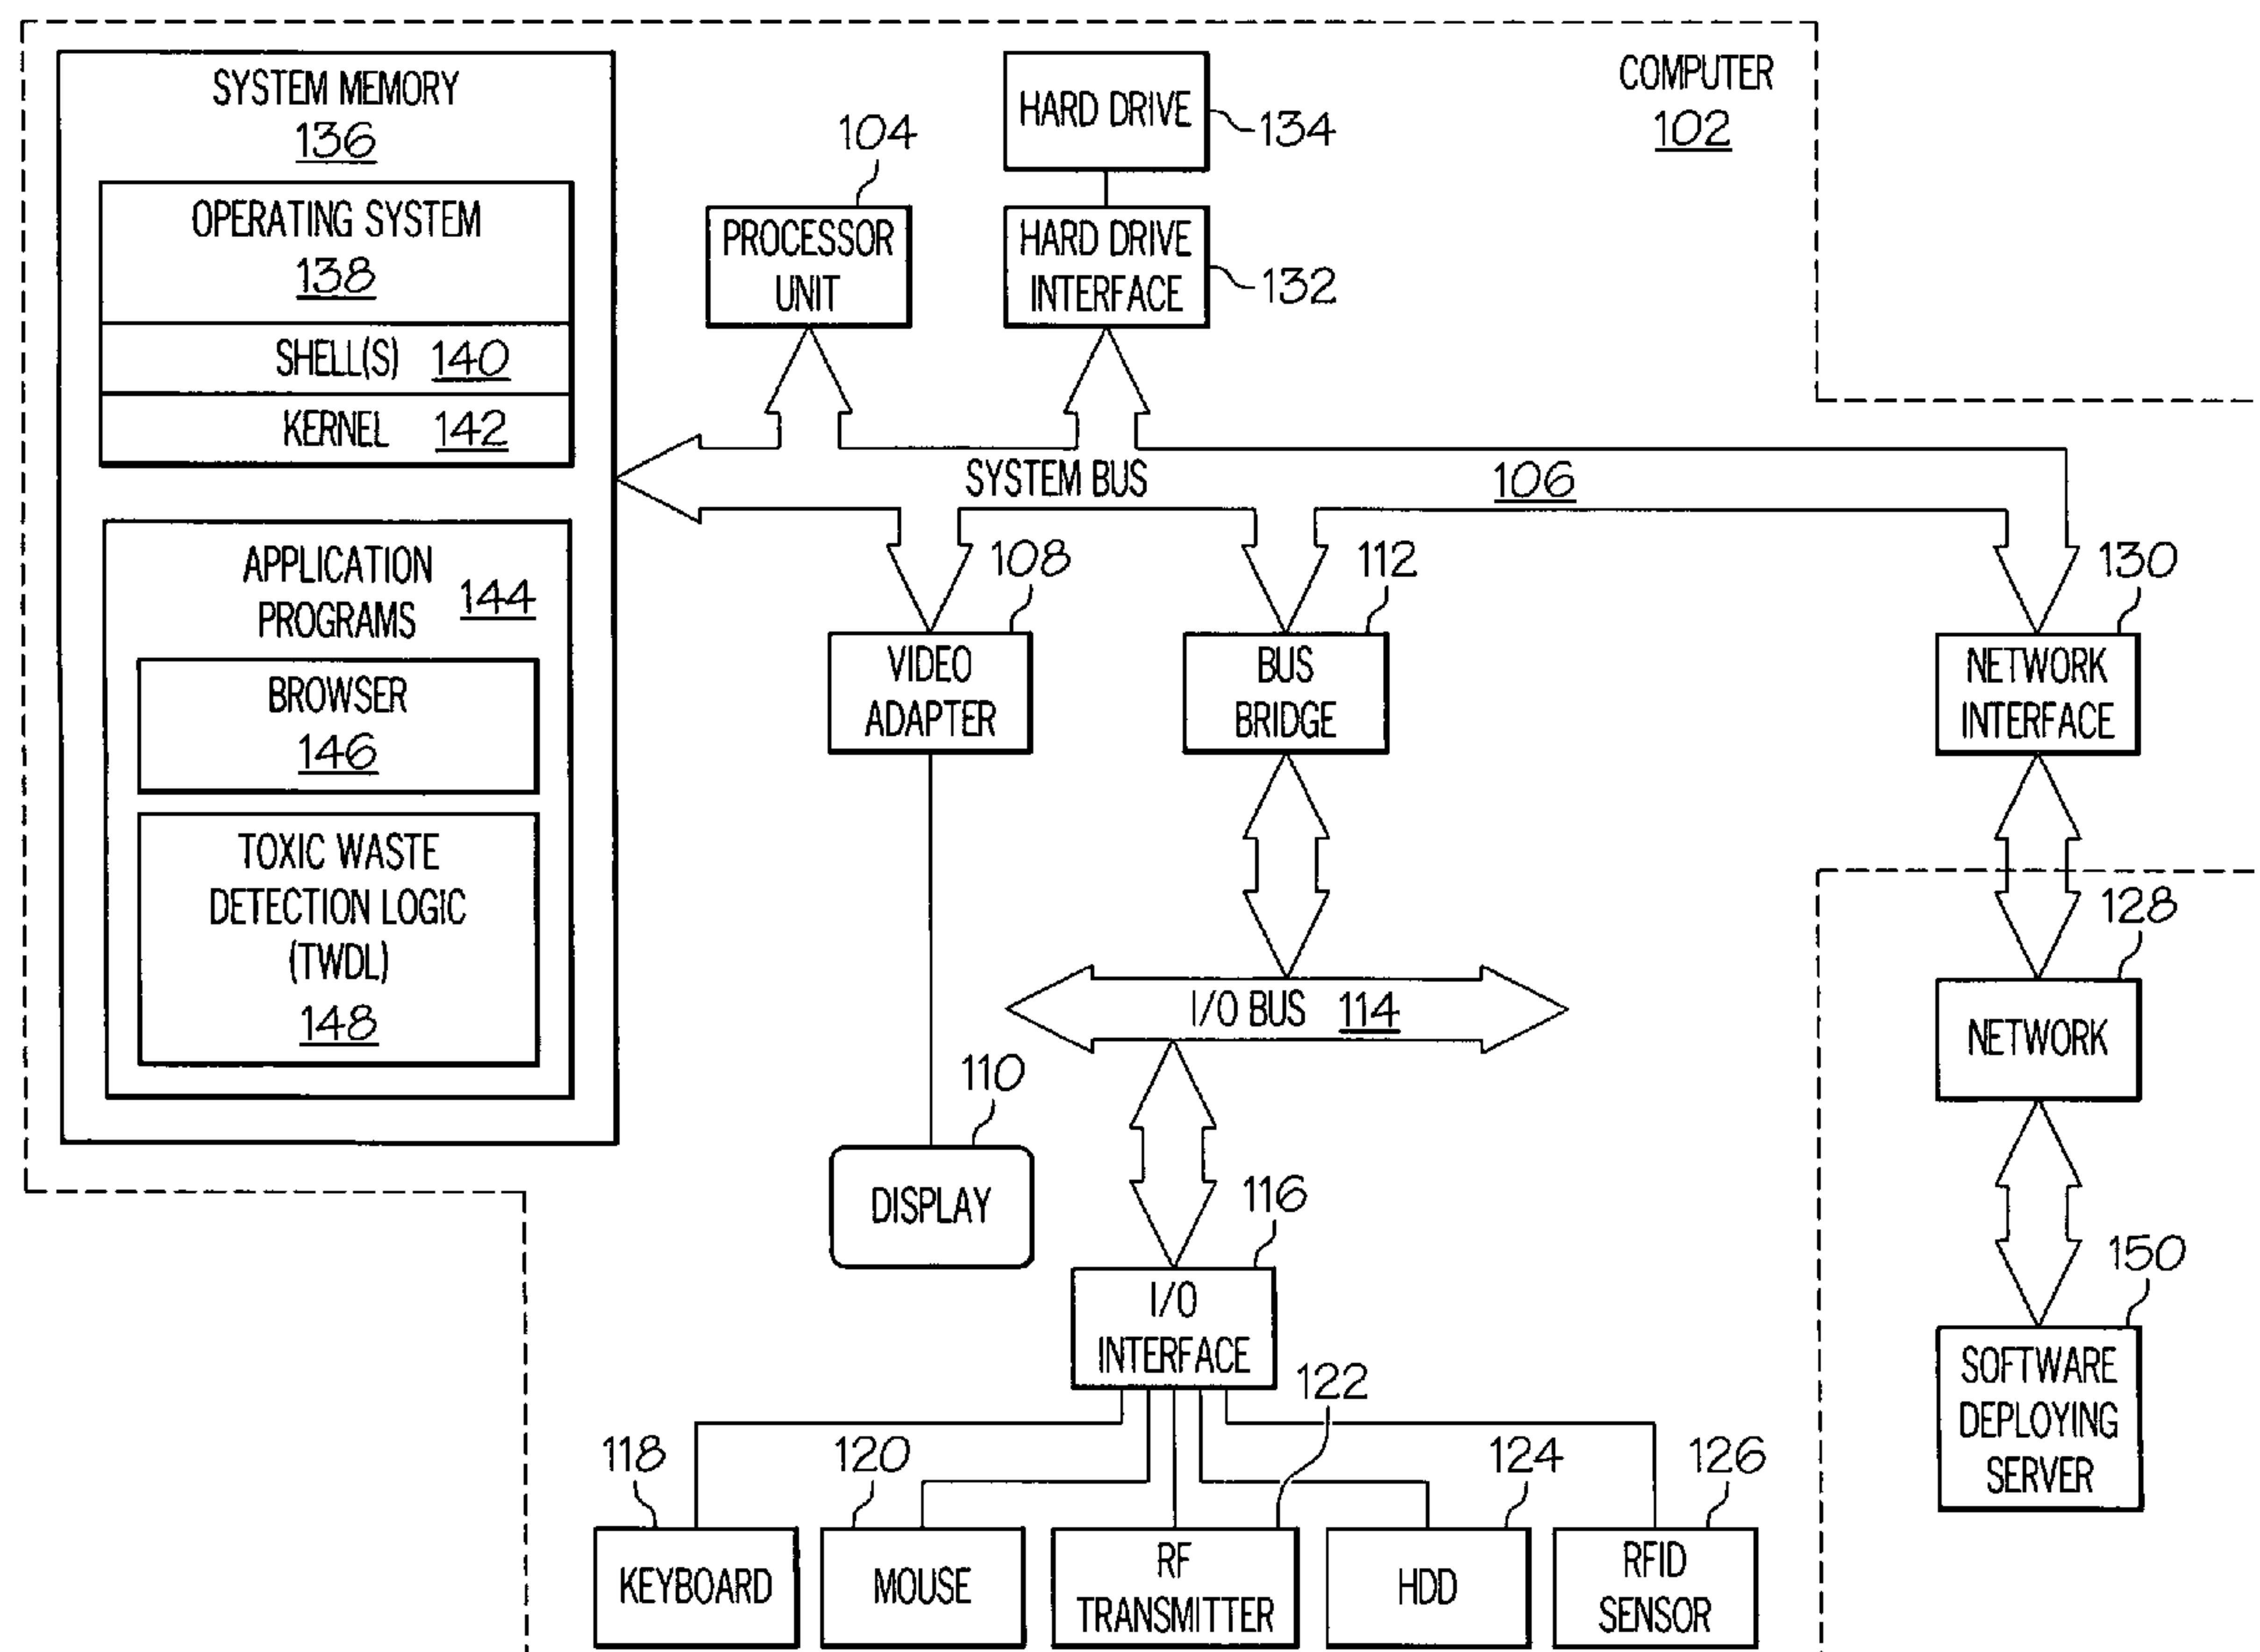 COMPUTER
102
SYSTEM MEMORY
136
OPERATING SYSTEM
138
SHELL(S) 140
KERNEL 142
APPLICATION
PROGRAMS
144
BROWSER
146
TOXIC WASTE
DETECTION LOGIC
(TWDL)
148
104
PROCESSOR
UNIT
HARD DRIVE
134
HARD DRIVE
INTERFACE
132
SYSTEM BUS 106
108
VIDEO
ADAPTER
112
BUS
BRIDGE
130
NETWORK
INTERFACE
128
NETWORK
I/O BUS 114
110
DISPLAY
116
I/O
INTERFACE
150
SOFTWARE
DEPLOYING
SERVER
118
KEYBOARD
120
MOUSE
122
RF
TRANSMITTER
124
HDD
126
RFID
SENSOR